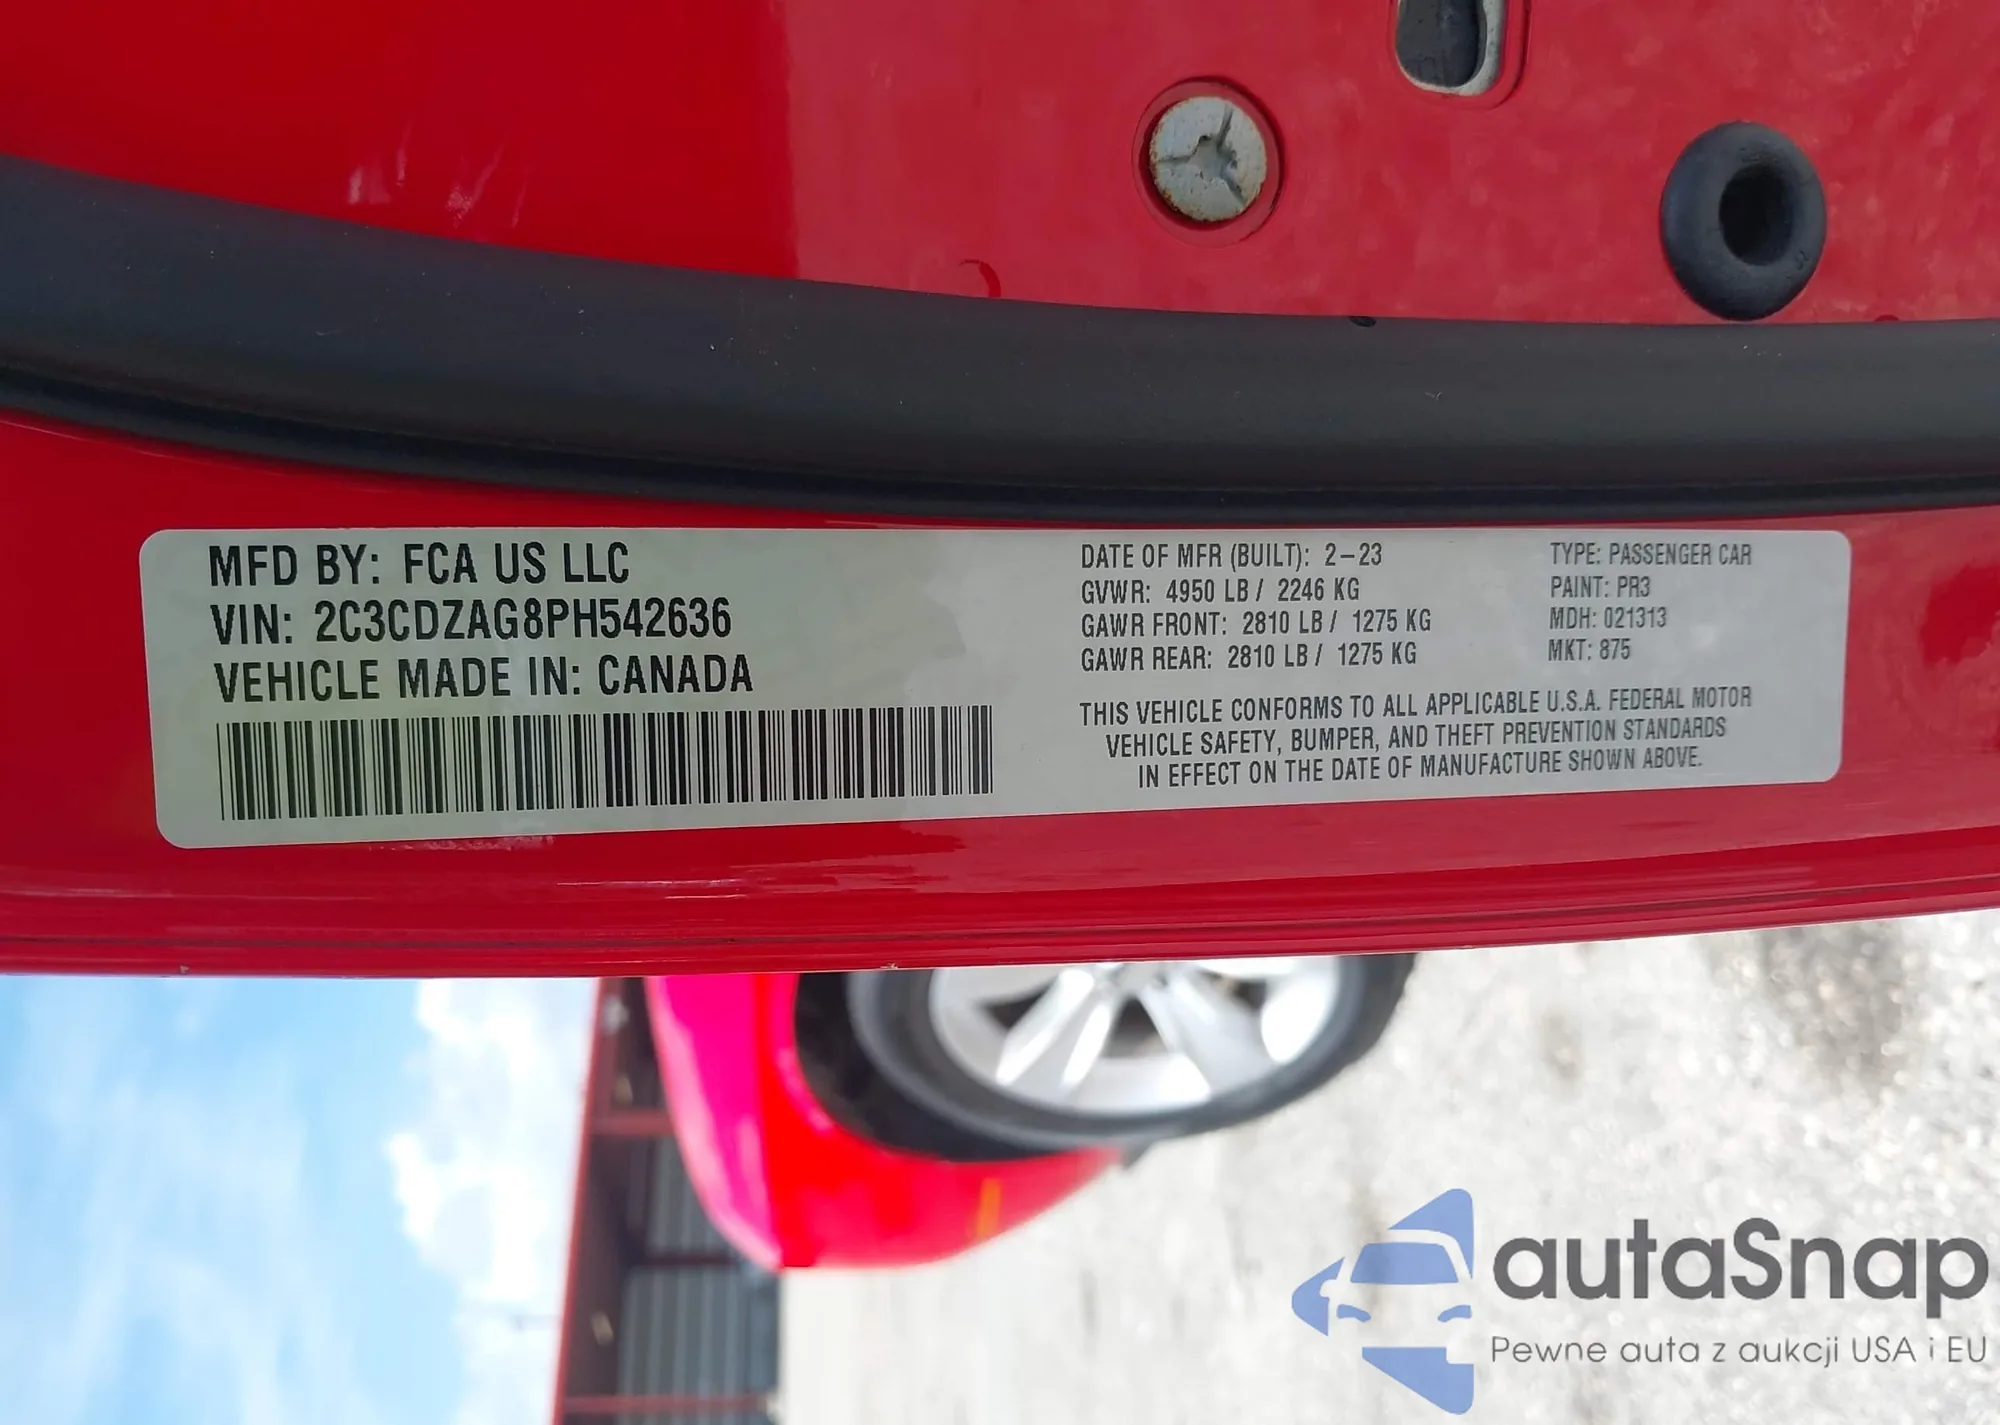 MFD BY: FCA US LLC
VIN: 2C3CDZAG8PH542636
VEHICLE MADE IN: CANADA
DATE OF MFR (BUILT): 2-23
GVWR: 4950 LB / 2246 KG
GAWR FRONT: 2810 LB / 1275 KG
GAWR REAR: 2810 LB / 1275 KG
TYPE: PASSENGER CAR
PAINT: PR3
MDH: 021313
MKT: 875
THIS VEHICLE CONFORMS TO ALL APPLICABLE U.S.A. FEDERAL MOTOR
VEHICLE SAFETY, BUMPER, AND THEFT PREVENTION STANDARDS
IN EFFECT ON THE DATE OF MANUFACTURE SHOWN ABOVE.
autaSnap
Pewne auta z aukcji USA i EU